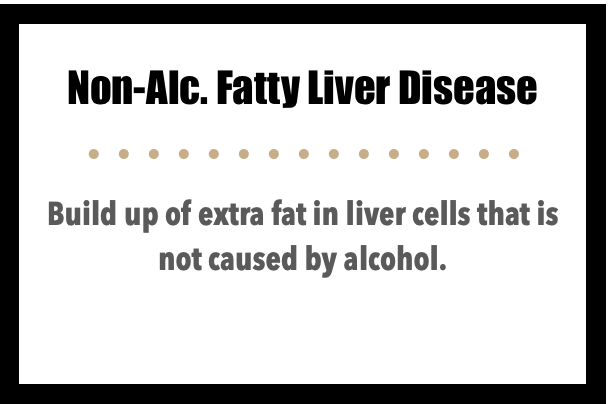 Non-Alc. Fatty Liver Disease
Build up of extra fat in liver cells that is
not caused by alcohol.